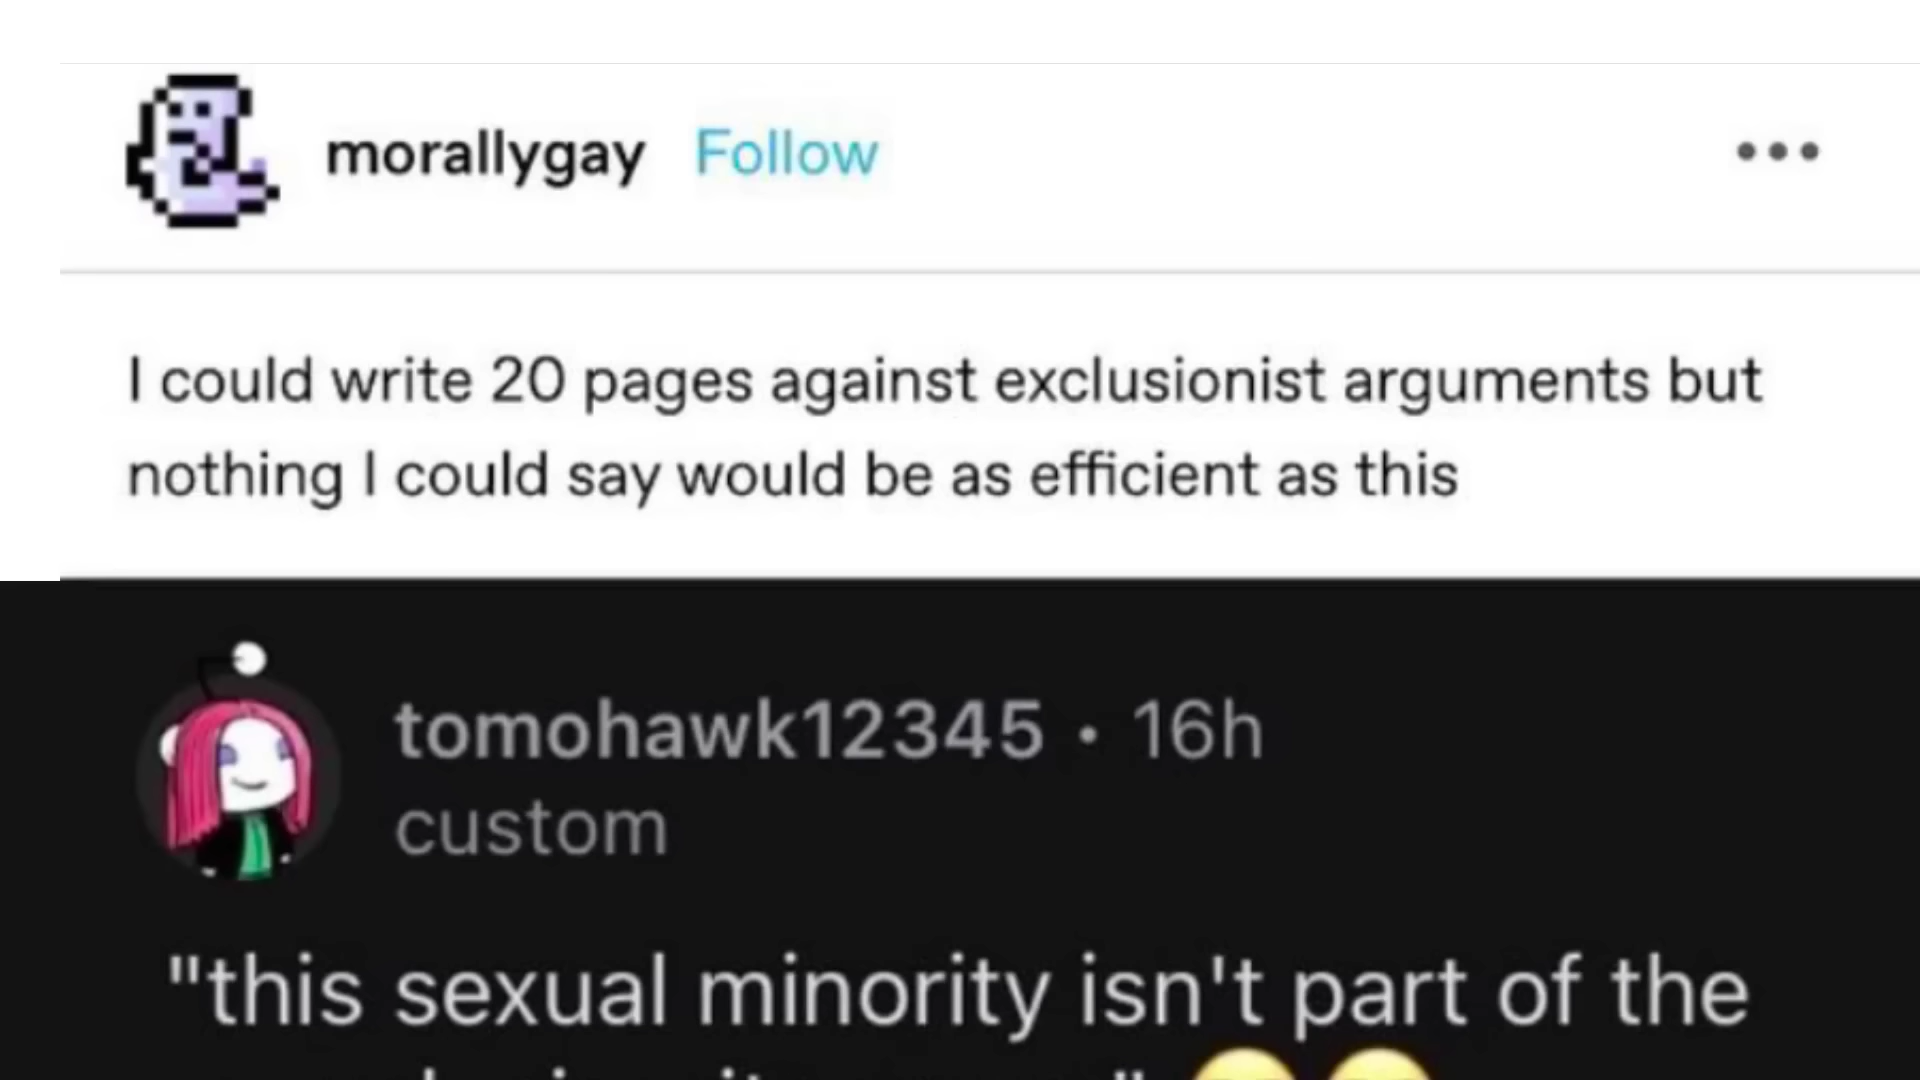 morallygay Follow
I could write 20 pages against exclusionist arguments but
nothing I could say would be as efficient as this
tomohawk12345 • 16h
custom
"this sexual minority isn't part of the